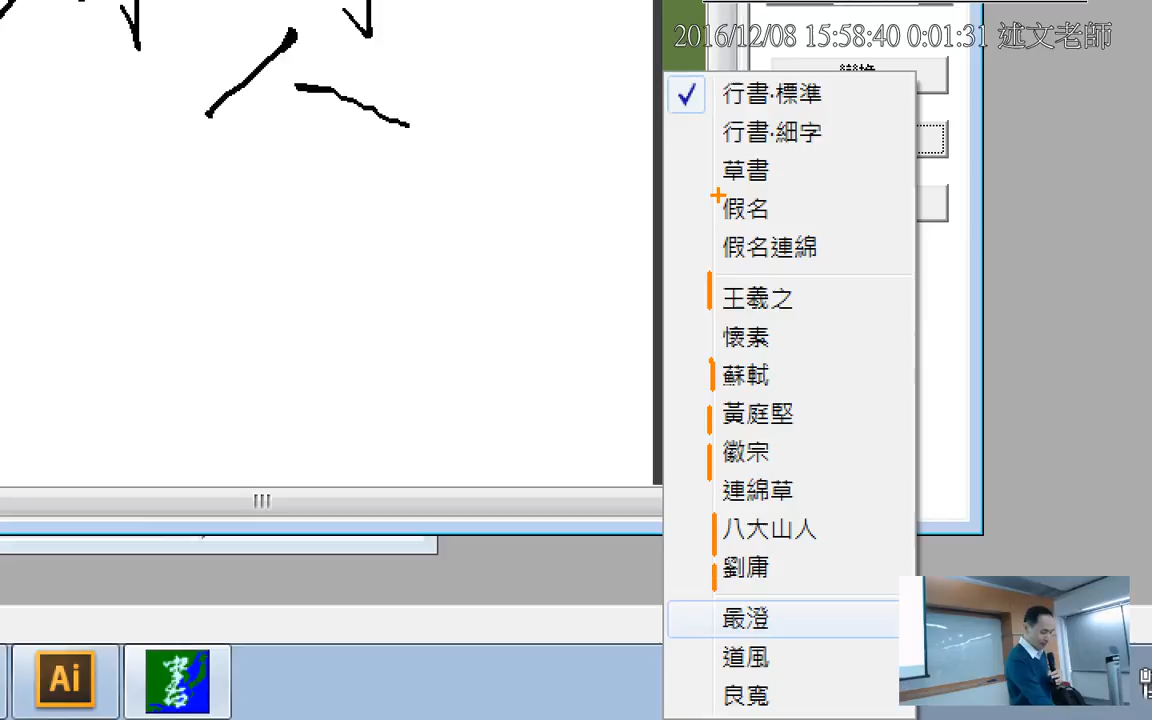 2016/12/08 15:58:40 0:01:31 述文老師
行書·標準
行書·細字
草書
假名
假名連綿
王羲之
懷素
蘇軾
黃庭堅
徽宗
連綿草
八大山人
劉庸
最澄
道風
良寬
Ai